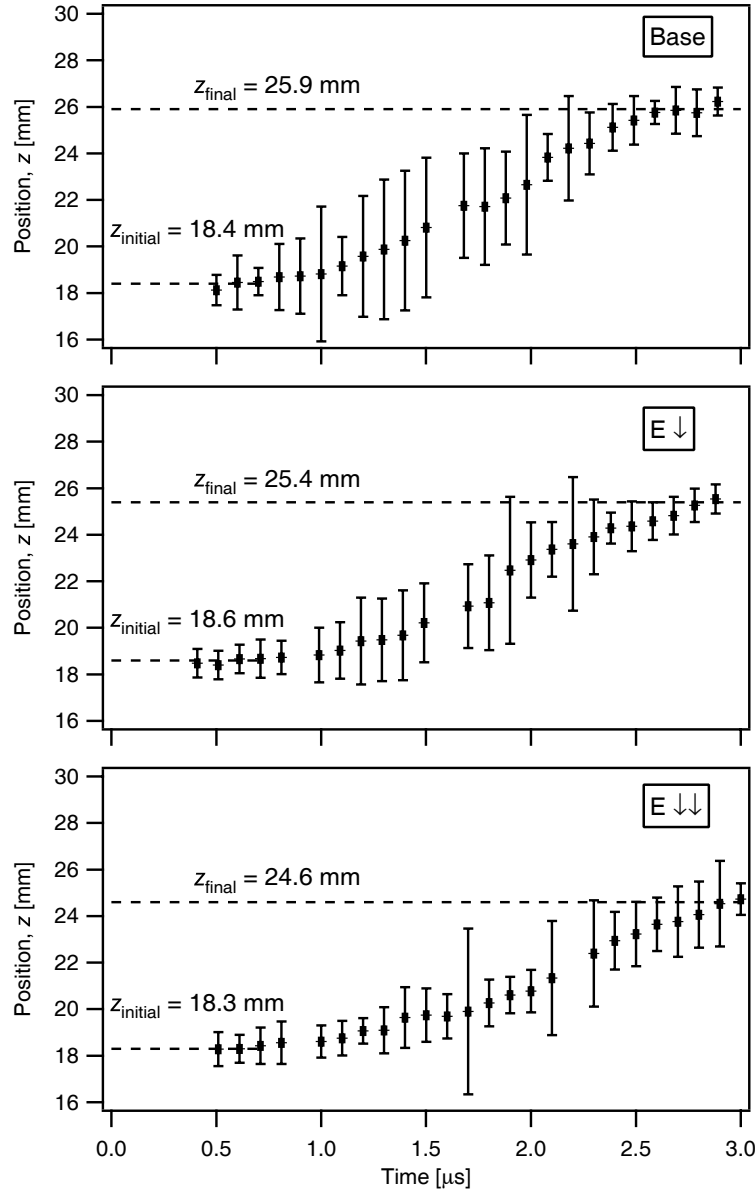 Base
30
28
26
24
22
20
18
16
Position, z [mm]
z_final = 25.9 mm
z_initial = 18.4 mm
E ↓
30
28
26
24
22
20
18
16
Position, z [mm]
z_final = 25.4 mm
z_initial = 18.6 mm
E ↓↓
30
28
26
24
22
20
18
16
Position, z [mm]
z_final = 24.6 mm
z_initial = 18.3 mm
0.0 0.5 1.0 1.5 2.0 2.5 3.0
Time [μs]